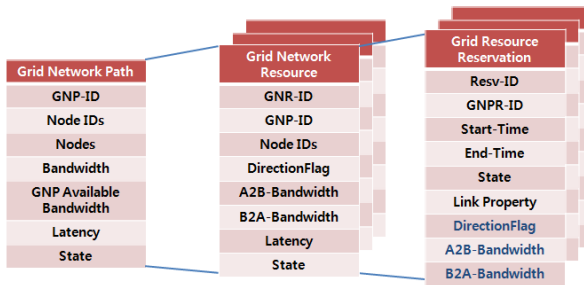 Grid Network Path
GNP-ID
Node IDs
Nodes
Bandwidth
GNP Available
Bandwidth
Latency
State
Grid Network
Resource
GNR-ID
GNP-ID
Node IDs
DirectionFlag
A2B-Bandwidth
B2A-Bandwidth
Latency
State
Grid Resource
Reservation
Resv-ID
GNPR-ID
Start-Time
End-Time
State
Link Property
DirectionFlag
A2B-Bandwidth
B2A-Bandwidth